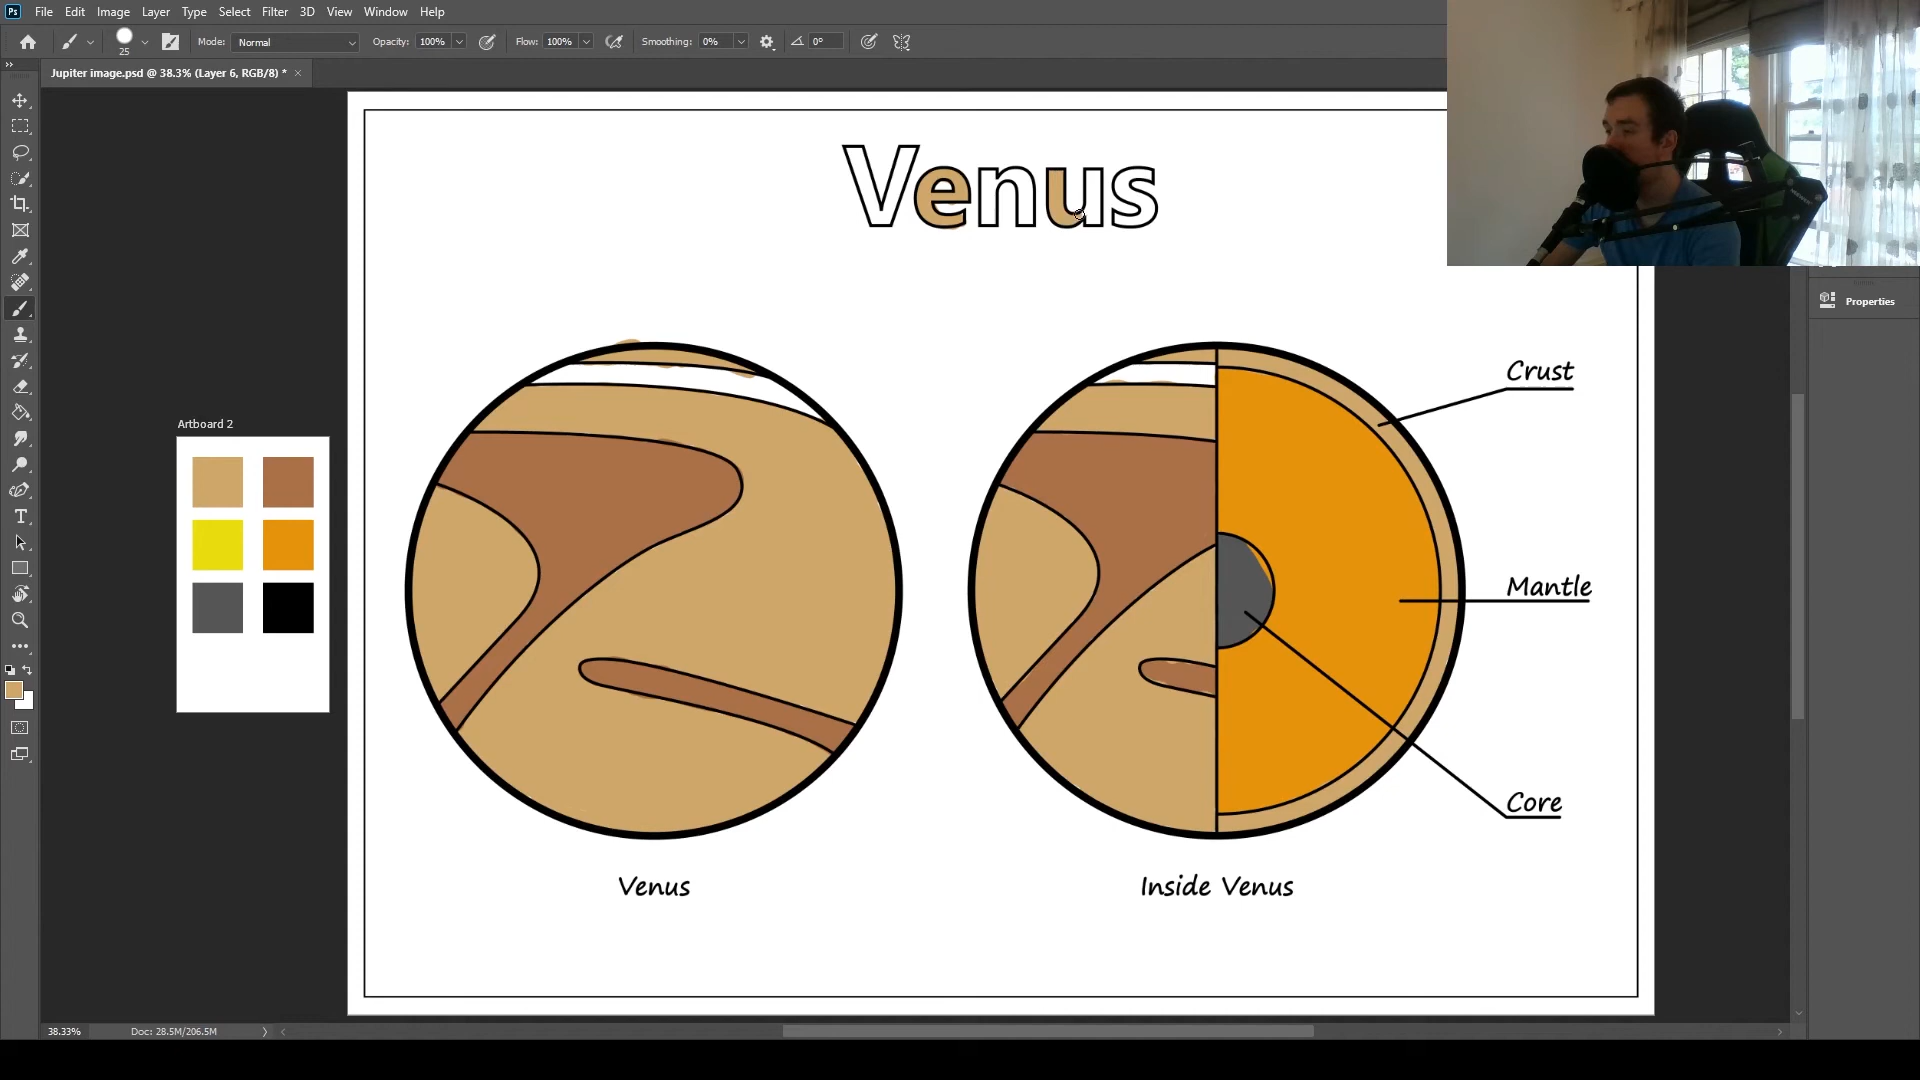 Ps File Edit Image Layer Type Select Filter 3D View Window Help
25 Mode: Normal Opacity: 100% Flow: 100% Smoothing: 0% 0°
Jupiter image.psd @ 38.3% (Layer 6, RGB/8) *
Venus
Properties
Crust
Artboard 2
Mantle
Core
Venus
Inside Venus
38.33% Doc: 28.5M/206.5M